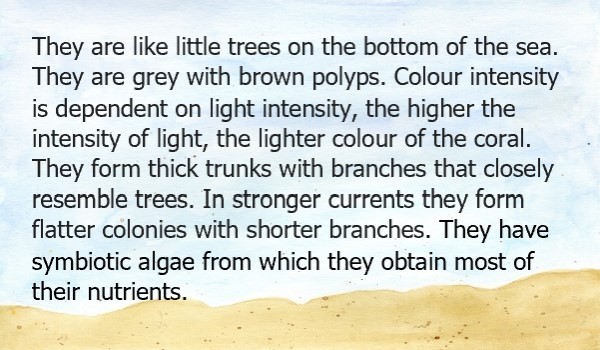 They are like little trees on the bottom of the sea.
They are grey with brown polyps. Colour intensity
is dependent on light intensity, the higher the
intensity of light, the lighter colour of the coral.
They form thick trunks with branches that closely
resemble trees. In stronger currents they form
flatter colonies with shorter branches. They have
symbiotic algae from which they obtain most of
their nutrients.